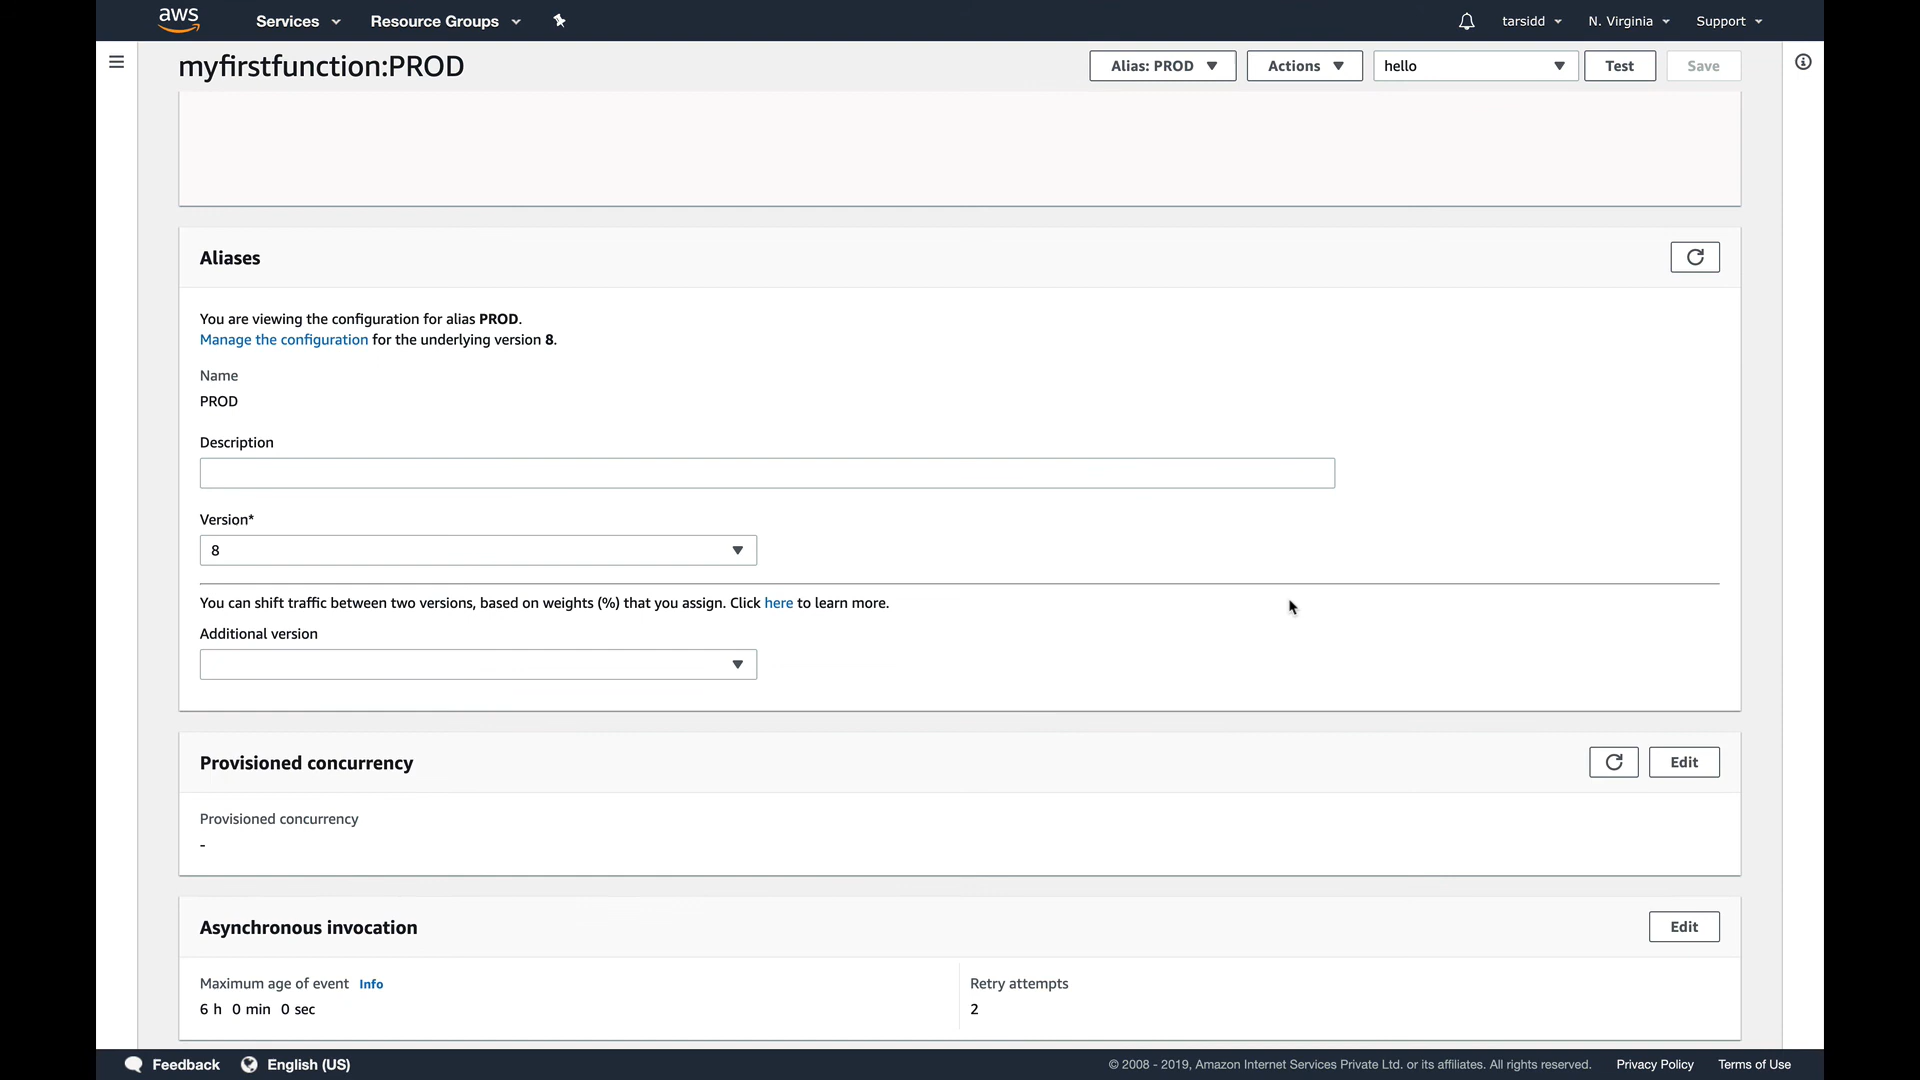 aws
Services
Resource Groups
tarsidd
N. Virginia
Support
myfirstfunction:PROD
Alias: PROD
Actions
hello
Test
Save
Aliases
You are viewing the configuration for alias PROD.
Manage the configuration for the underlying version 8.
Name
PROD
Description
Version*
8
You can shift traffic between two versions, based on weights (%) that you assign. Click here to learn more.
Additional version
Provisioned concurrency
Edit
Provisioned concurrency
-
Asynchronous invocation
Edit
Maximum age of event Info
Retry attempts
6 h 0 min 0 sec
2
Feedback
English (US)
© 2008 - 2019, Amazon Internet Services Private Ltd. or its affiliates. All rights reserved.
Privacy Policy
Terms of Use